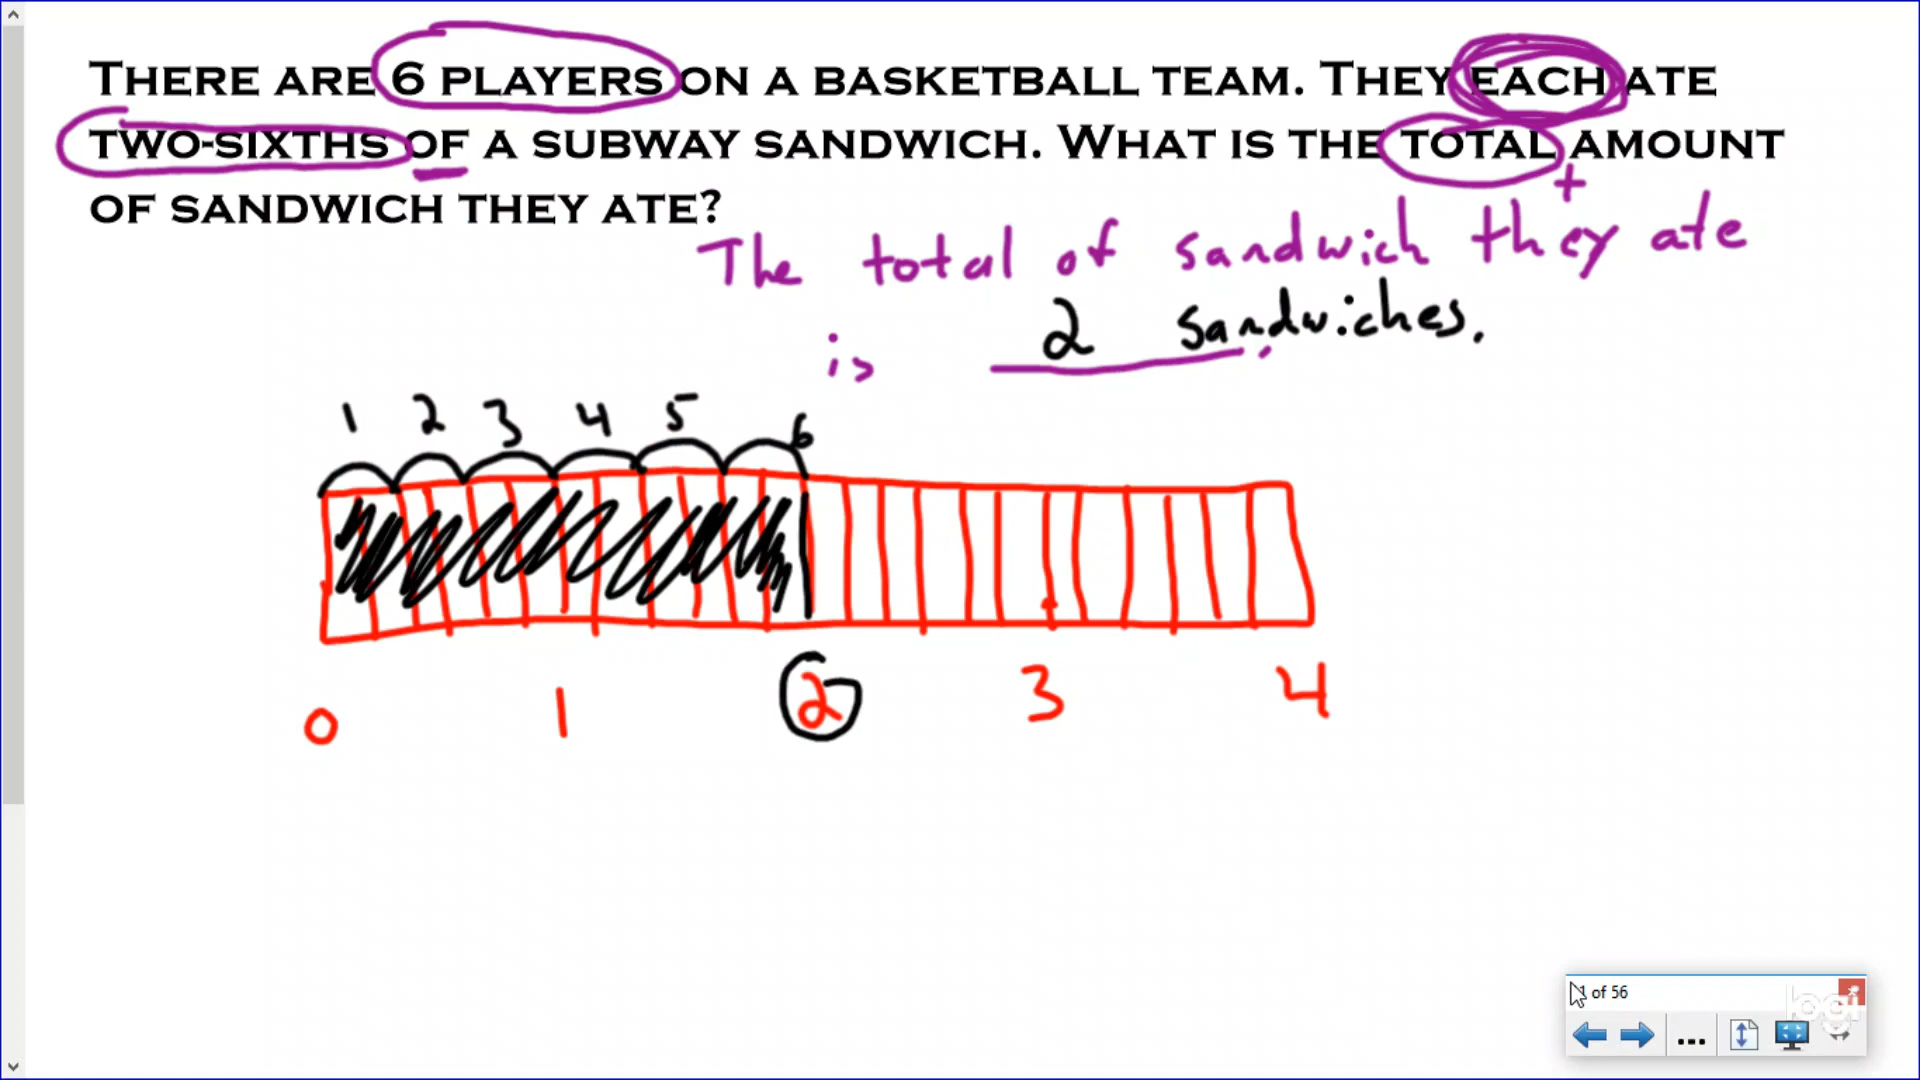 THERE ARE 6 PLAYERS ON A BASKETBALL TEAM. THEY EACH ATE
TWO-SIXTHS OF A SUBWAY SANDWICH. WHAT IS THE TOTAL AMOUNT
+
OF SANDWICH THEY ATE?
The total of sandwich they ate
is 2 sandwiches.
1 2 3 4 5 6
0 1 2 3 4
of 56
logi
...